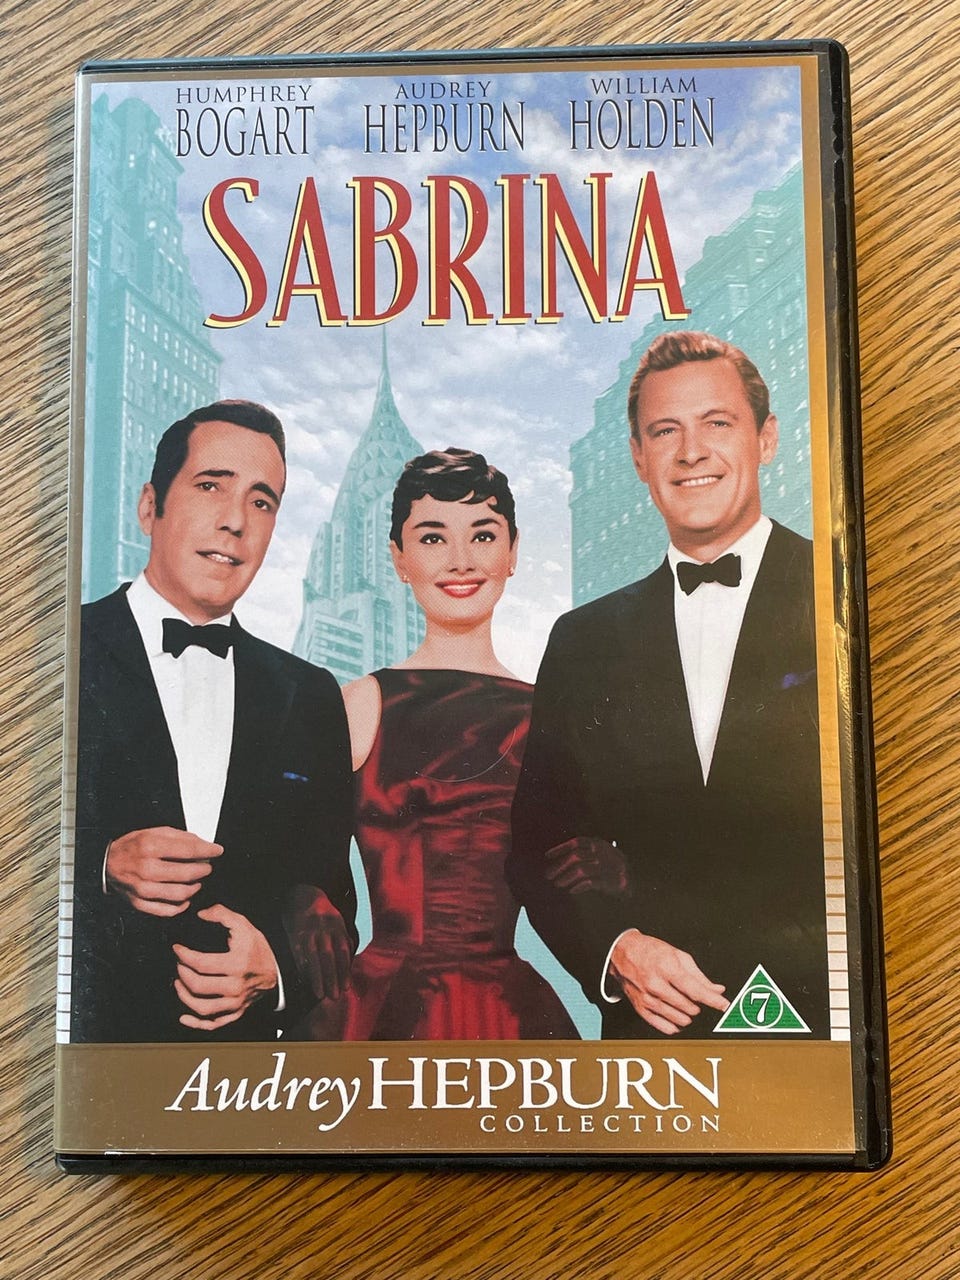 HUMPHREY AUDREY WILLIAM
BOGART HEPBURN HOLDEN
SABRINA
7
Audrey HEPBURN
COLLECTION